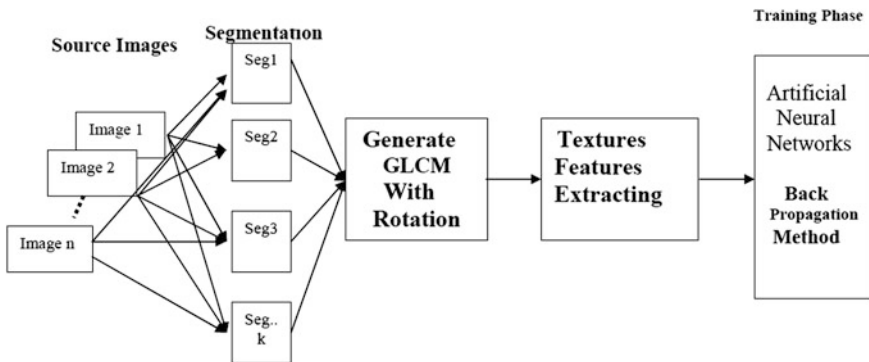 Training Phase
Source Images
Segmentation
Seg1
Image 1
Image 2
Image n
Seg2
Seg3
Seg..
k
Generate
GLCM
With
Rotation
Textures
Features
Extracting
Artificial
Neural
Networks
Back
Propagation
Method